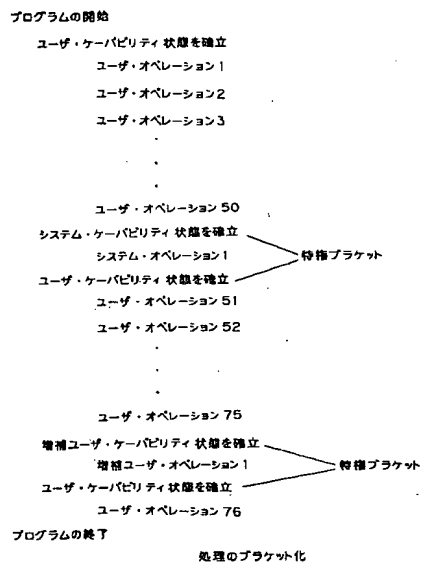 プログラムの開始
ユーザ・ケーパビリティ状態を確立
ユーザ・オペレーション 1
ユーザ・オペレーション 2
ユーザ・オペレーション 3
・
・
・
ユーザ・オペレーション 50
システム・ケーパビリティ状態を確立
システム・オペレーション 1
特権ブラケット
ユーザ・ケーパビリティ状態を確立
ユーザ・オペレーション 51
ユーザ・オペレーション 52
・
・
・
ユーザ・オペレーション 75
増補ユーザ・ケーパビリティ状態を確立
増補ユーザ・オペレーション 1
特権ブラケット
ユーザ・ケーパビリティ状態を確立
ユーザ・オペレーション 76
プログラムの終了
処理のブラケット化